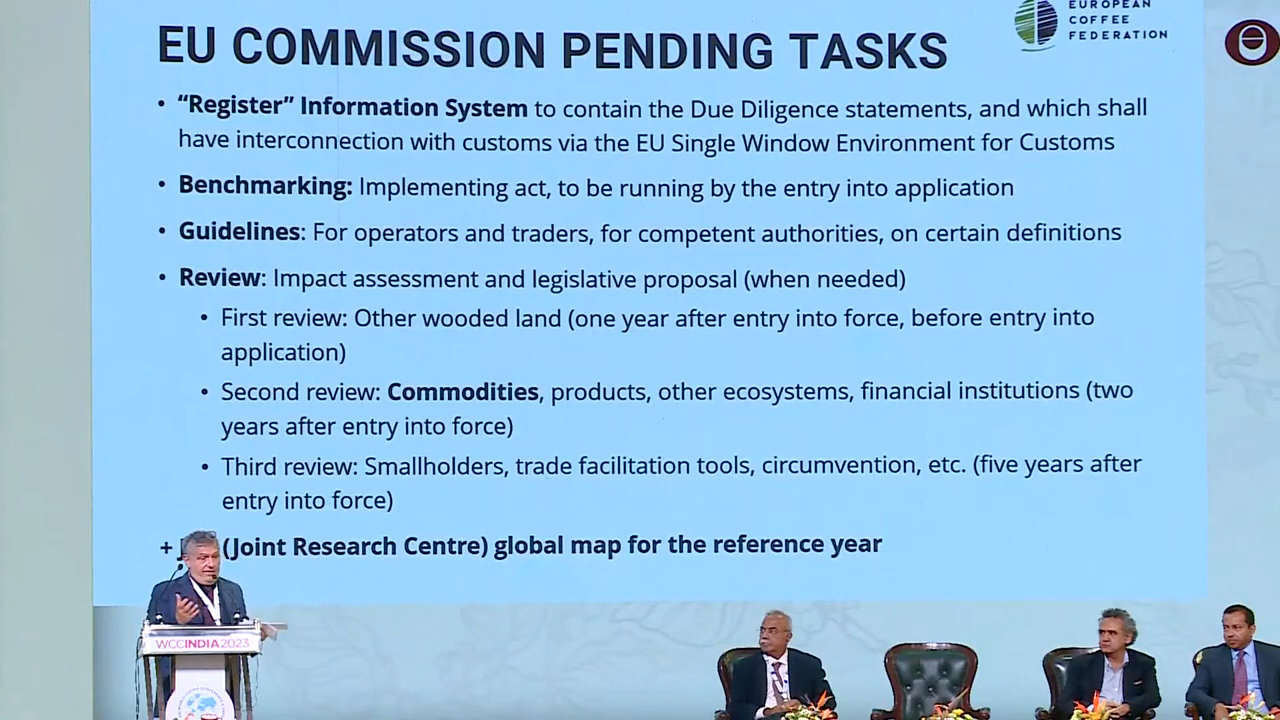 EUROPEAN
COFFEE
FEDERATION
EU COMMISSION PENDING TASKS
• “Register” Information System to contain the Due Diligence statements, and which shall
have interconnection with customs via the EU Single Window Environment for Customs
• Benchmarking: Implementing act, to be running by the entry into application
• Guidelines: For operators and traders, for competent authorities, on certain definitions
• Review: Impact assessment and legislative proposal (when needed)
• First review: Other wooded land (one year after entry into force, before entry into
application)
• Second review: Commodities, products, other ecosystems, financial institutions (two
years after entry into force)
• Third review: Smallholders, trade facilitation tools, circumvention, etc. (five years after
entry into force)
+ (Joint Research Centre) global map for the reference year
WCCINDIA2023